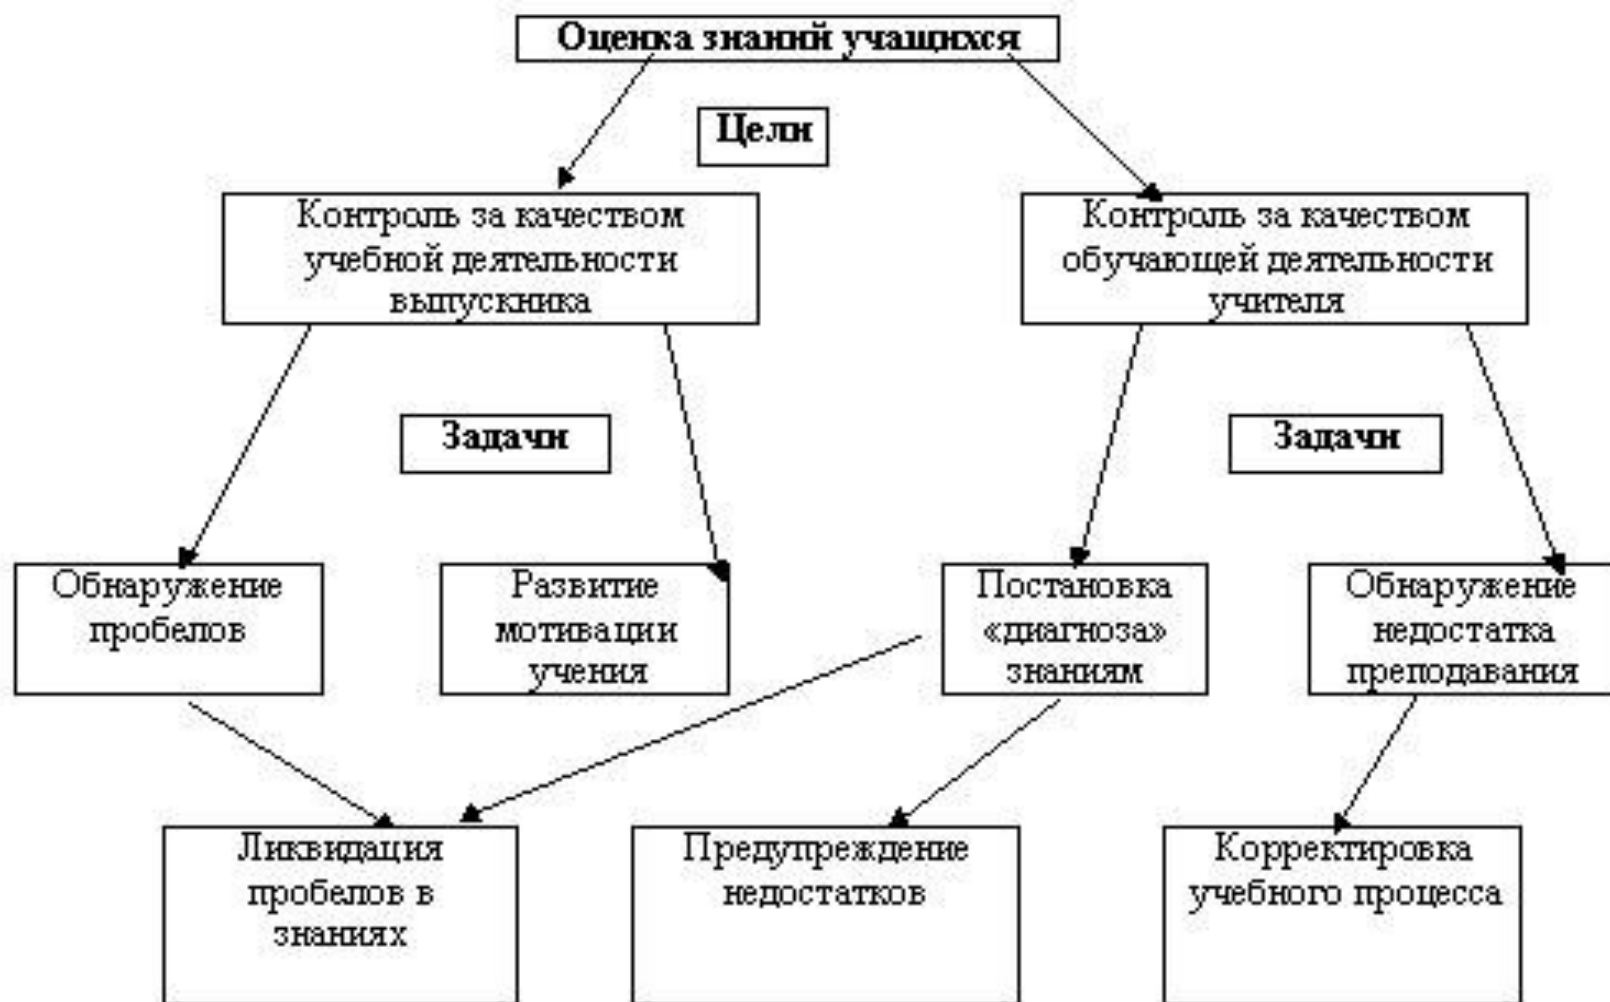 Оценка знаний учащихся
Цели
Контроль за качеством
учебной деятельности
выпускника
Контроль за качеством
обучающей деятельности
учителя
Задачи
Задачи
Обнаружение
пробелов
Развитие
мотивации
учения
Постановка
«диагноза»
знаниям
Обнаружение
недостатка
преподавания
Ликвидация
пробелов в
знаниях
Предупреждение
недостатков
Корректировка
учебного процесса